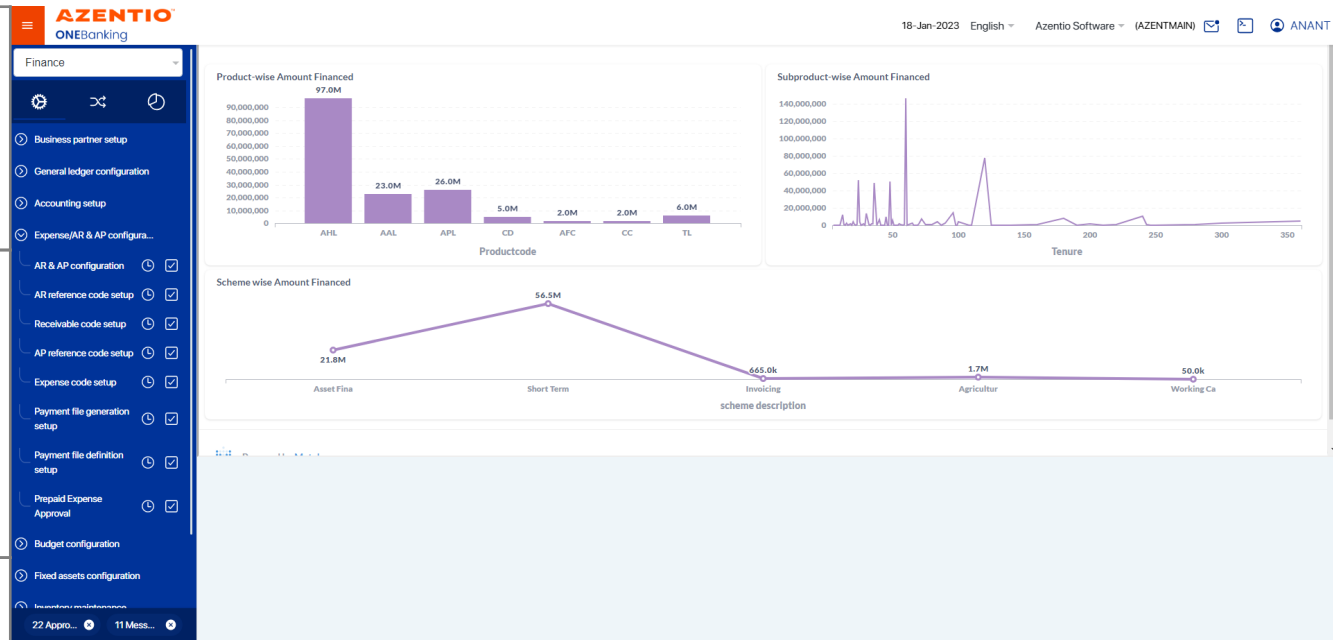 AZENTIO
ONEBanking
18-Jan-2023 English Azentio Software (AZENTMAIN) ANANT
Finance
Business partner setup
General ledger configuration
Accounting setup
Expense/AR & AP configura...
AR & AP configuration
AR reference code setup
Receivable code setup
AP reference code setup
Expense code setup
Payment file generation
setup
Payment file definition
setup
Prepaid Expense
Approval
Budget configuration
Fixed assets configuration
Inventory maintenance
22 Appro... 11 Mess...
Product-wise Amount Financed
97.0M
90,000,000
80,000,000
70,000,000
60,000,000
50,000,000
40,000,000
30,000,000
20,000,000
10,000,000
0
23.0M
26.0M
5.0M
2.0M
2.0M
6.0M
AHL AAL APL CD AFC CC TL
Productcode
Subproduct-wise Amount Financed
140,000,000
120,000,000
100,000,000
80,000,000
60,000,000
40,000,000
20,000,000
0
50 100 150 200 250 300 350
Tenure
Scheme wise Amount Financed
56.5M
21.8M
665.0k
1.7M
50.0k
Asset Fina Short Term Invoicing Agricultur Working Ca
scheme description